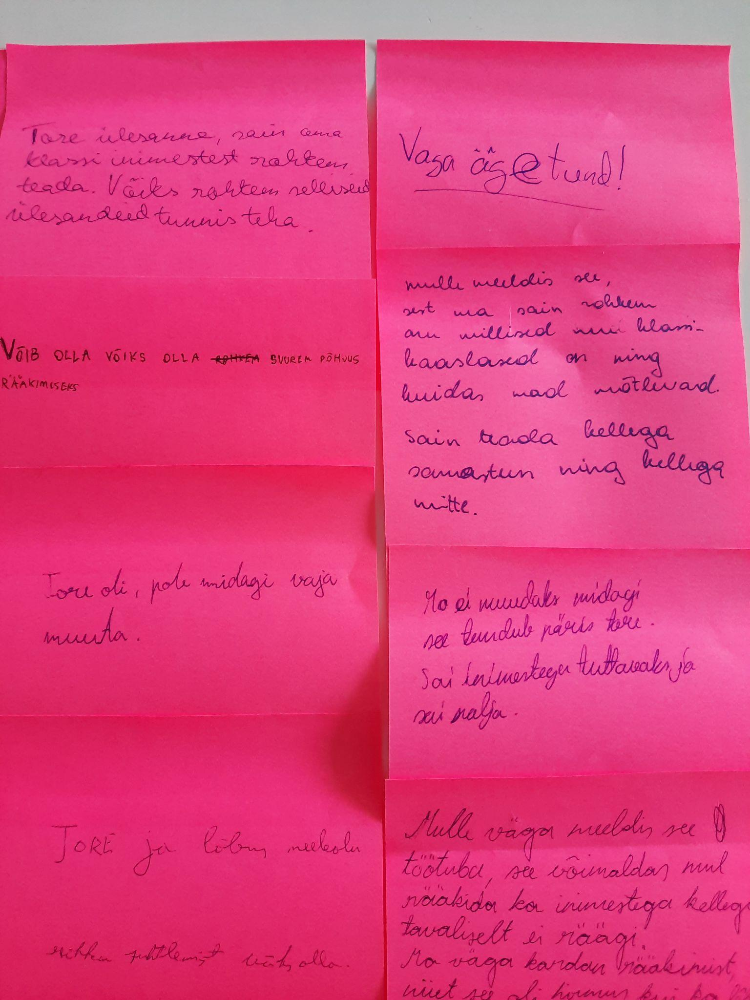 Tore ülesanne, sain oma
klassi inimestest rohkem
teada. Võiks rohkem selliseid
ülesandeid tunnis teha.
VÕIB OLLA VÕIKS OLLA ROHKEM SUUREM PÕHJUS
RÄÄKIMISEKS
Tore oli, pole midagi vaja
muuta.
TORE ja lõbus meeleolu
rohkem suhtlemist võiks olla.
Väga äge tund!
mulle meeldis see,
sest ma sain rohkem
aru millised mu klassi-
kaaslased on ning
kuidas nad mõtlevad.
Sain teada kellega
samastun ning kellega
mitte.
Ma ei muudaks midagi
see tundub päris tore.
Sai inimestega tuttavaks ja
sai nalja.
Mulle väga meeldis see
töötuba, see võimaldas mul
rääkida ka inimestega kellega
tavaliselt ei räägi.
Ma väga kardan rääkimist,
niiet see oli